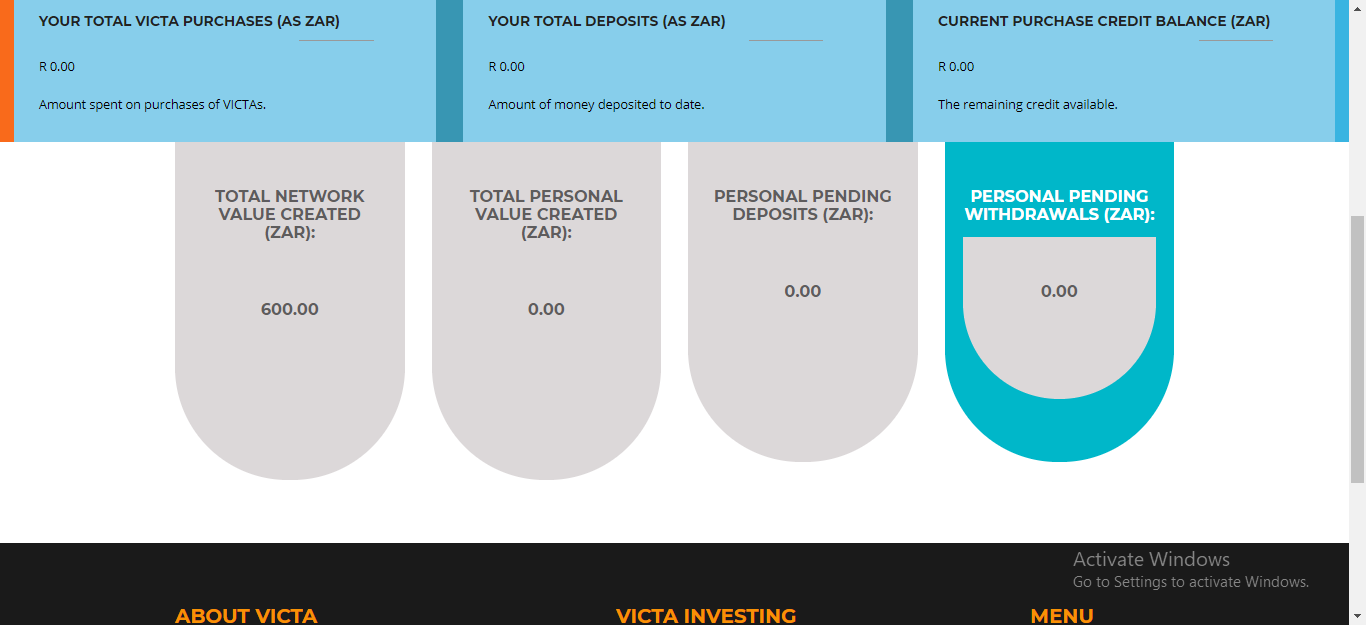 YOUR TOTAL VICTA PURCHASES (AS ZAR)
R 0.00
Amount spent on purchases of VICTAs.
YOUR TOTAL DEPOSITS (AS ZAR)
R 0.00
Amount of money deposited to date.
CURRENT PURCHASE CREDIT BALANCE (ZAR)
R 0.00
The remaining credit available.
TOTAL NETWORK
VALUE CREATED
(ZAR):
600.00
TOTAL PERSONAL
VALUE CREATED
(ZAR):
0.00
PERSONAL PENDING
DEPOSITS (ZAR):
0.00
PERSONAL PENDING
WITHDRAWALS (ZAR):
0.00
Activate Windows
Go to Settings to activate Windows.
ABOUT VICTA
VICTA INVESTING
MENU